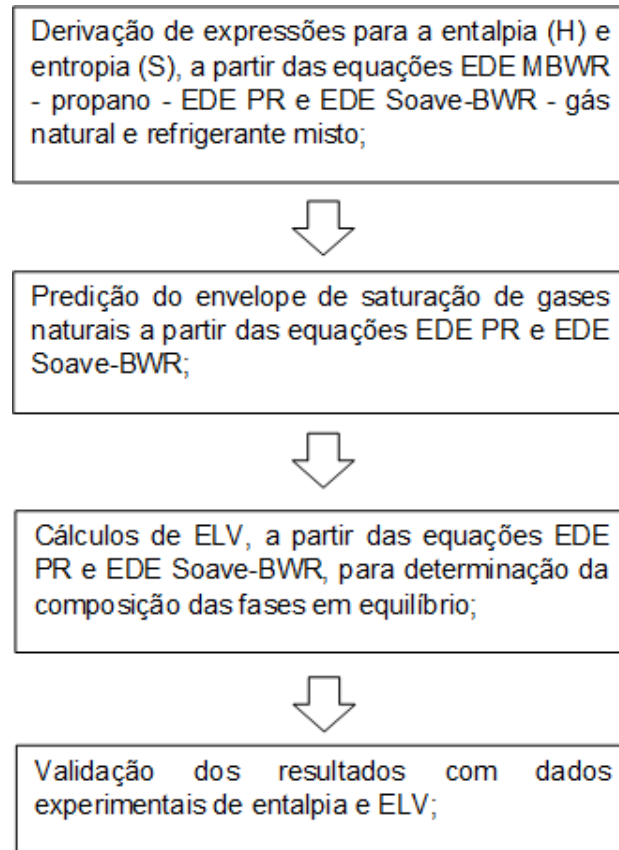 Derivação de expressões para a entalpia (H) e
entropia (S), a partir das equações EDE MBWR
- propano - EDE PR e EDE Soave-BWR - gás
natural e refrigerante misto;
Predição do envelope de saturação de gases
naturais a partir das equações EDE PR e EDE
Soave-BWR;
Cálculos de ELV, a partir das equações EDE
PR e EDE Soave-BWR, para determinação da
composição das fases em equilíbrio;
Validação dos resultados com dados
experimentais de entalpia e ELV;